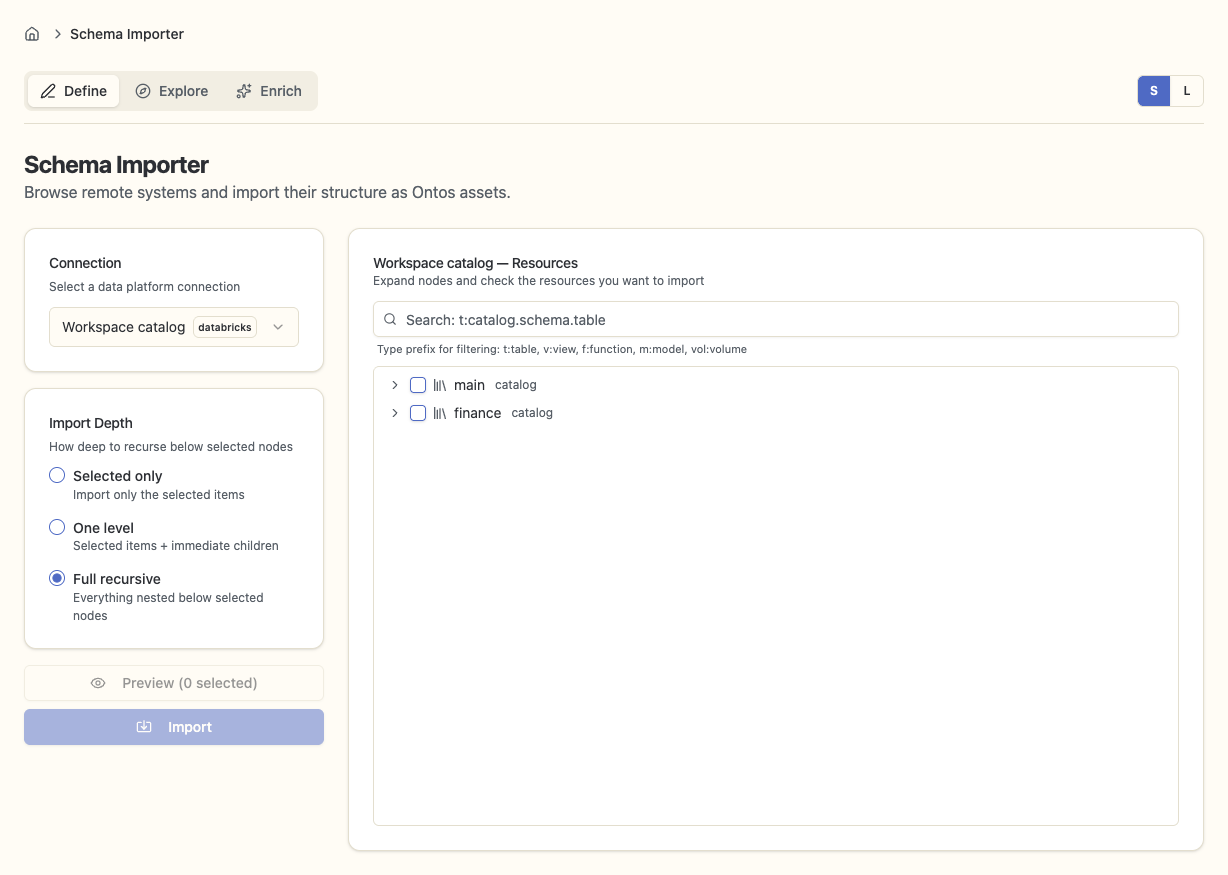 Schema Importer
Define
Explore
Enrich
S
L
Schema Importer
Browse remote systems and import their structure as Ontos assets.
Connection
Select a data platform connection
Workspace catalog databricks
Import Depth
How deep to recurse below selected nodes
Selected only
Import only the selected items
One level
Selected items + immediate children
Full recursive
Everything nested below selected
nodes
Preview (0 selected)
Import
Workspace catalog — Resources
Expand nodes and check the resources you want to import
Search: t:catalog.schema.table
Type prefix for filtering: t:table, v:view, f:function, m:model, vol:volume
main catalog
finance catalog